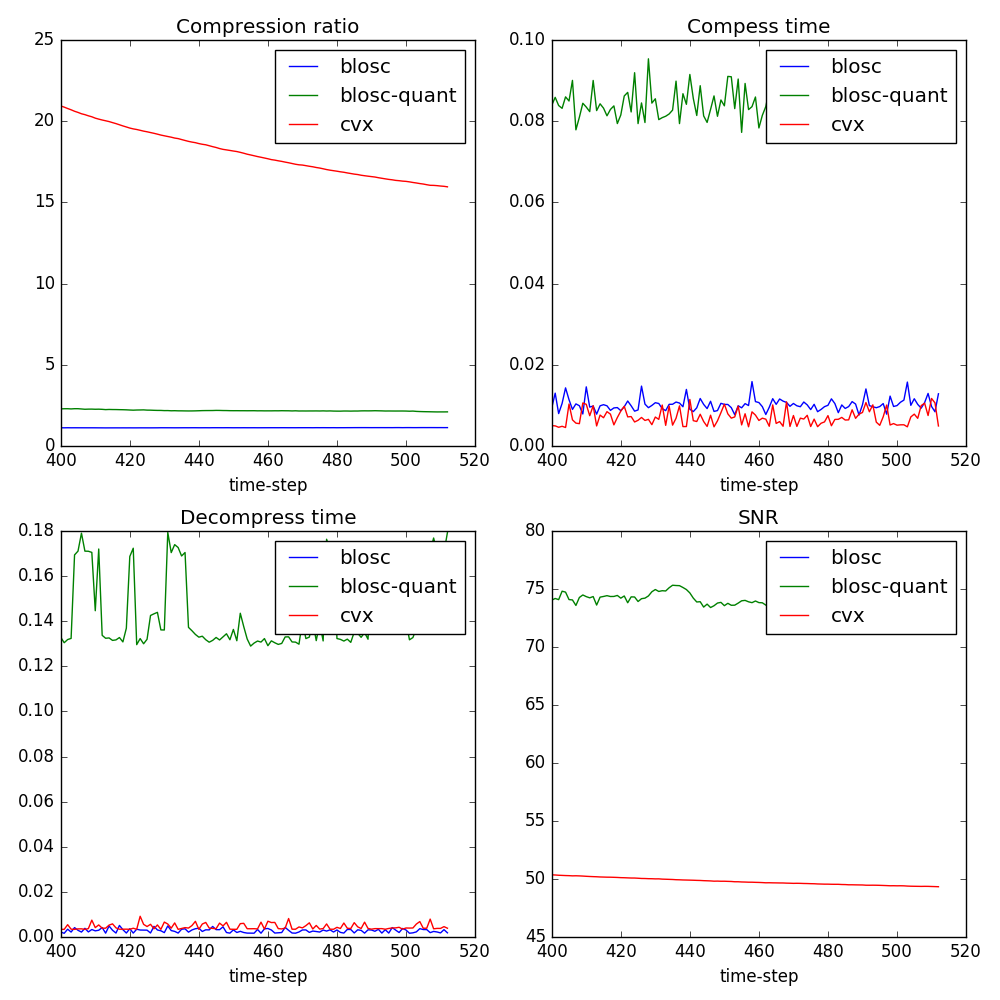 Compression ratio
25
20
15
10
5
0
400 420 440 460 480 500 520
time-step
blosc
blosc-quant
cvx
Compess time
0.10
0.08
0.06
0.04
0.02
0.00
400 420 440 460 480 500 520
time-step
blosc
blosc-quant
cvx
Decompress time
0.18
0.16
0.14
0.12
0.10
0.08
0.06
0.04
0.02
0.00
400 420 440 460 480 500 520
time-step
blosc
blosc-quant
cvx
SNR
80
75
70
65
60
55
50
45
400 420 440 460 480 500 520
time-step
blosc
blosc-quant
cvx